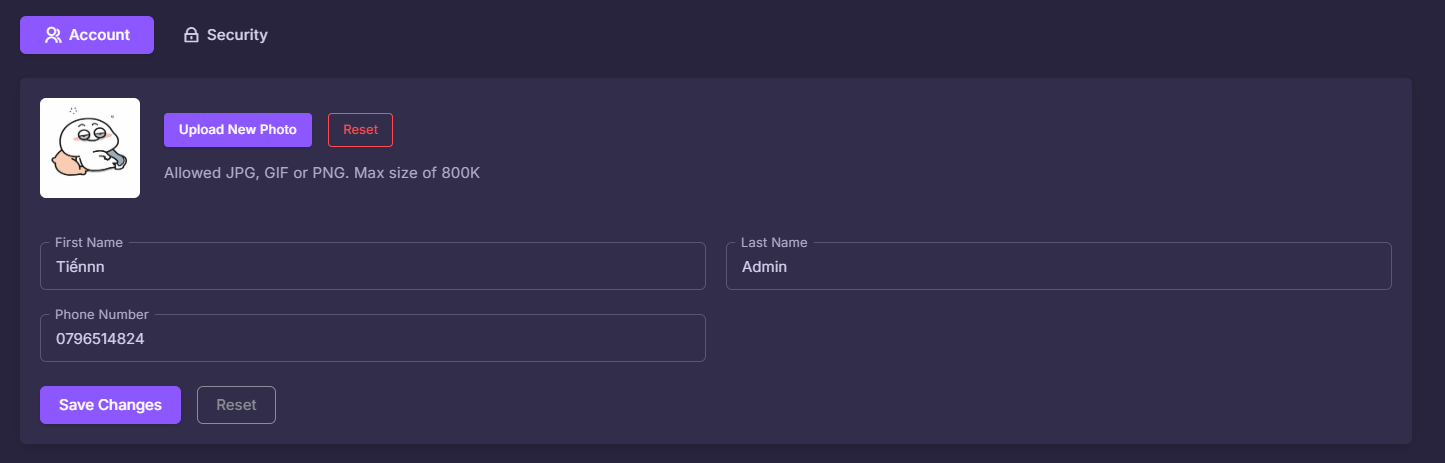 Account Security
Upload New Photo Reset
Allowed JPG, GIF or PNG. Max size of 800K
First Name Last Name
Tiếnnn Admin
Phone Number
0796514824
Save Changes Reset